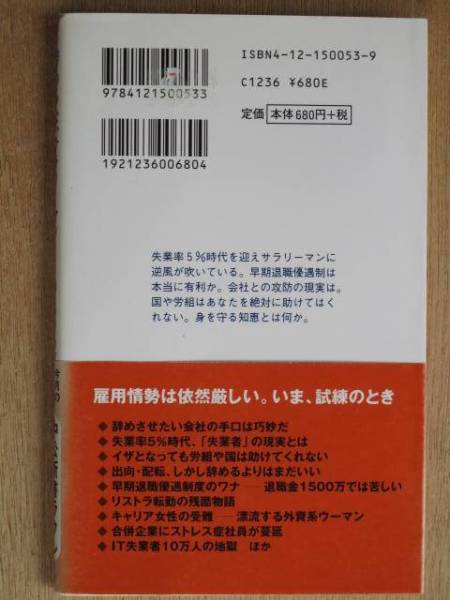 ISBN4-12-150053-9
9784121500533
C1236 ¥680E
定価 本体680円+税
1921236006804
失業率5%時代を迎えサラリーマンに
逆風が吹いている。早期退職優遇制は
本当に有利か。会社との攻防の現実は。
国や労組はあなたを絶対に助けてはく
れない。身を守る知恵とは何か。
雇用情勢は依然厳しい。いま、試練のとき
◆辞めさせたい会社の手口は巧妙だ
◆失業率5%時代、「失業者」の現実とは
◆イザとなっても労組や国は助けてくれない
◆出向・配転、しかし辞めるよりはまだいい
◆早期退職優遇制度のワナ──退職金1500万では苦しい
◆リストラ転勤の残酷物語
◆キャリア女性の受難──漂流する外資系ウーマン
◆合併企業にストレス症社員が蔓延
◆IT失業者10万人の地獄 ほか